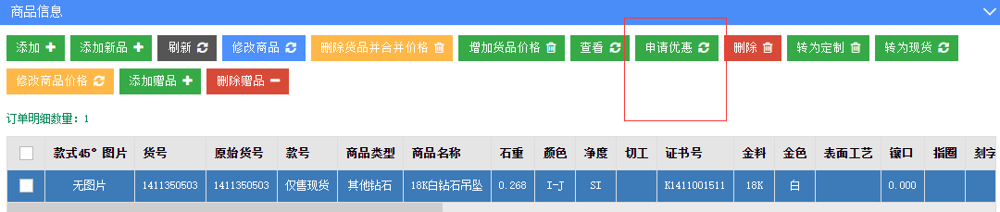 商品信息
添加 添加新品 刷新 修改商品 删除货品并合并价格 增加货品价格 查看 申请优惠 删除 转为定制 转为现货
修改商品价格 添加赠品 删除赠品
订单明细数量：1
款式45°图片 货号 原始货号 款号 商品类型 商品名称 石重 颜色 净度 切工 证书号 金料 金色 表面工艺 镶口 指圈 刻字
无图片 1411350503 1411350503 仅售现货 其他钻石 18K白钻石吊坠 0.268 I-J SI K1411001511 18K 白 0.000